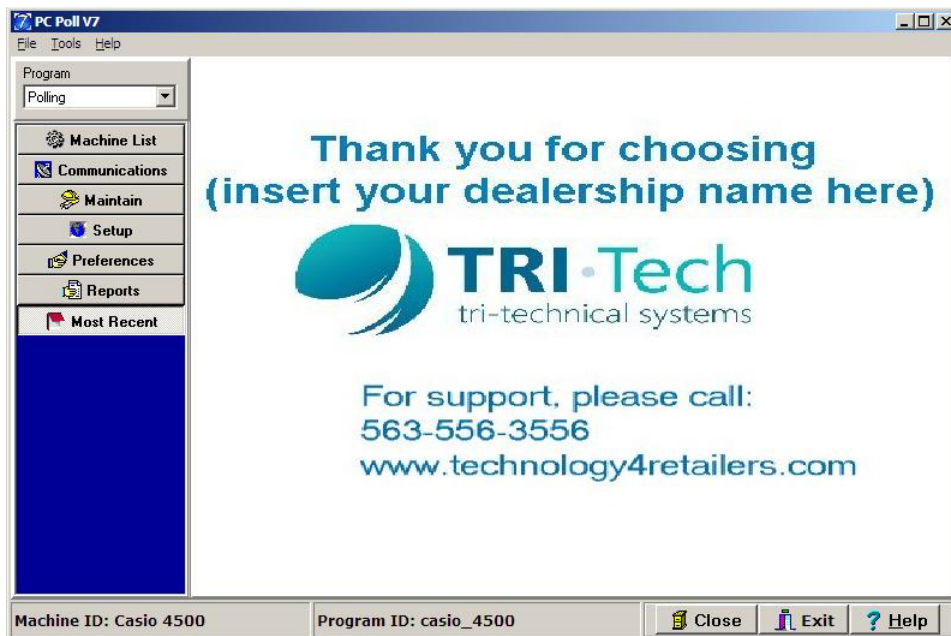 PC Poll V7
File Tools Help
Program
Polling
Machine List
Communications
Maintain
Setup
Preferences
Reports
Most Recent
Thank you for choosing
(insert your dealership name here)
TRI·Tech
tri-technical systems
For support, please call:
563-556-3556
www.technology4retailers.com
Machine ID: Casio 4500
Program ID: casio_4500
Close
Exit
? Help